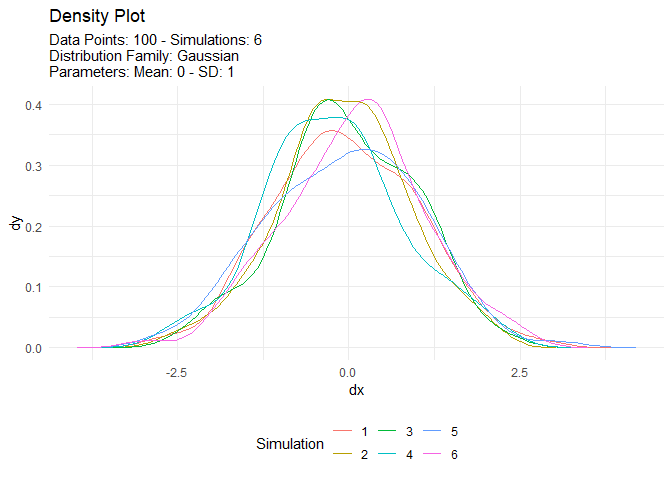 Density Plot
Data Points: 100 - Simulations: 6
Distribution Family: Gaussian
Parameters: Mean: 0 - SD: 1
0.4
0.3
0.2
0.1
0.0
dy
-2.5 0.0 2.5
dx
Simulation
1 3 5
2 4 6